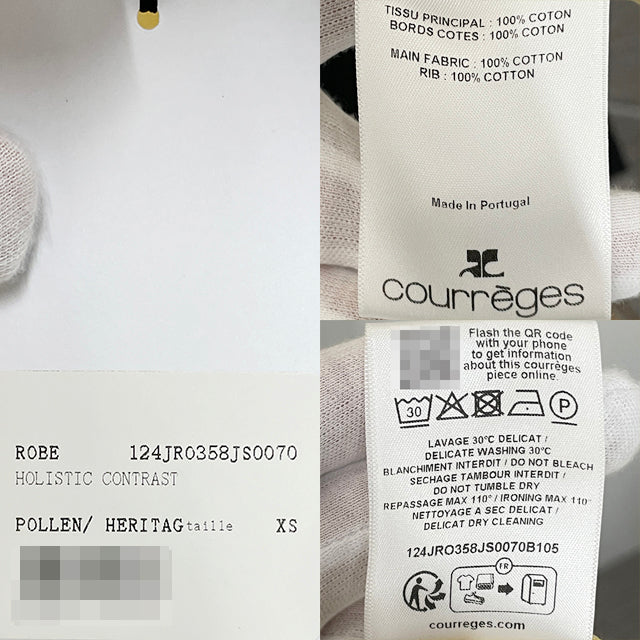 TISSU PRINCIPAL : 100% COTON
BORDS COTES : 100% COTON
MAIN FABRIC : 100% COTTON
RIB : 100% COTTON
Made In Portugal
courrèges
ROBE 124JRO358JS0070
HOLISTIC CONTRAST
POLLEN/ HERITAG taille XS
Flash the QR code
with your phone
to get information
about this courrèges
piece online.
30
P
LAVAGE 30°C DELICAT /
DELICATE WASHING 30°C
BLANCHIMENT INTERDIT / DO NOT BLEACH
SECHAGE TAMBOUR INTERDIT /
DO NOT TUMBLE DRY
REPASSAGE MAX 110° / IRONING MAX 110°
NETTOYAGE A SEC DELICAT /
DELICAT DRY CLEANING
124JRO358JS0070B105
FR
courreges.com